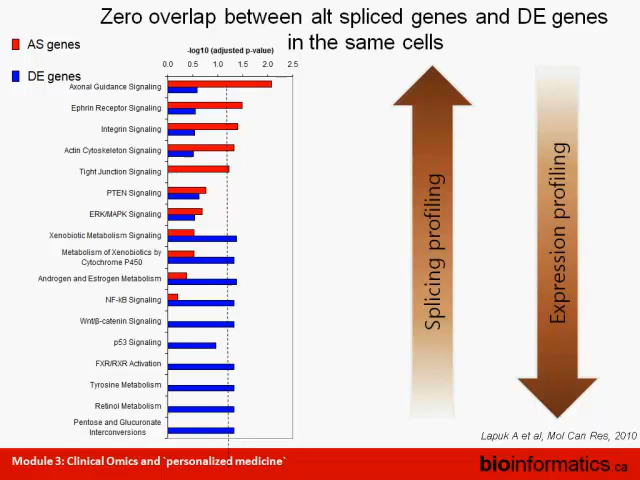 Zero overlap between alt spliced genes and DE genes
in the same cells
AS genes
DE genes
-log10 (adjusted p-value)
0.0 0.5 1.0 1.5 2.0 2.5
Axonal Guidance Signaling
Ephrin Receptor Signaling
Integrin Signaling
Actin Cytoskeleton Signaling
Tight Junction Signaling
PTEN Signaling
ERK/MAPK Signaling
Xenobiotic Metabolism Signaling
Metabolism of Xenobiotics by
Cytochrome P450
Androgen and Estrogen Metabolism
NF-kB Signaling
Wnt/β-catenin Signaling
p53 Signaling
FXR/RXR Activation
Tyrosine Metabolism
Retinol Metabolism
Pentose and Glucuronate
Interconversions
Splicing profiling
Expression profiling
Lapuk A et al, Mol Can Res, 2010
Module 3: Clinical Omics and `personalized medicine`
bioinformatics.ca